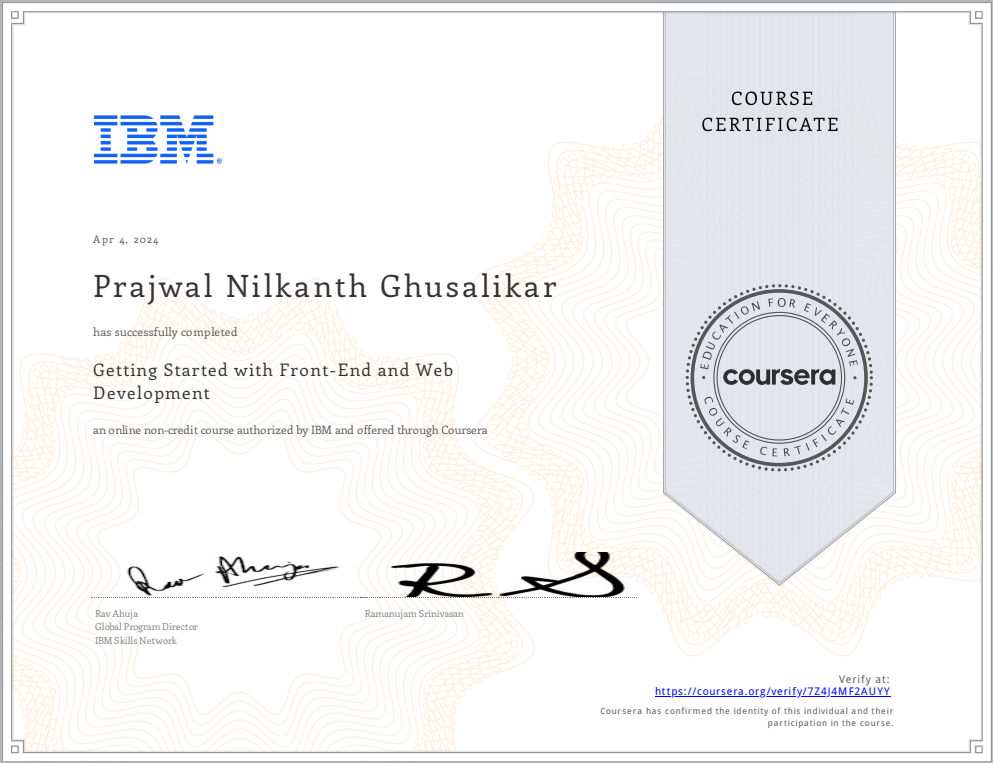 COURSE
CERTIFICATE
IBM®
Apr 4, 2024
Prajwal Nilkanth Ghusalikar
has successfully completed
Getting Started with Front-End and Web
Development
an online non-credit course authorized by IBM and offered through Coursera
EDUCATION FOR EVERYONE
coursera
COURSE CERTIFICATE
Rav Ahuja
Rav Ahuja
Global Program Director
IBM Skills Network
R S
Ramanujam Srinivasan
Verify at:
https://coursera.org/verify/7Z4J4MF2AUYY
Coursera has confirmed the identity of this individual and their
participation in the course.